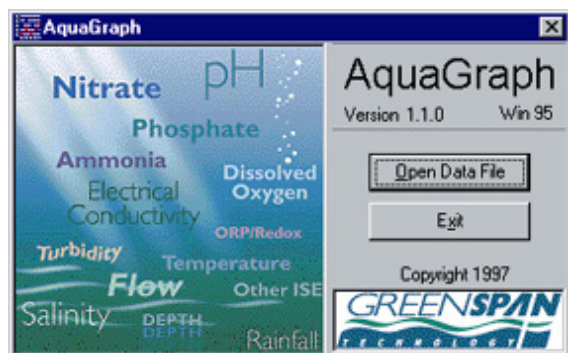 AquaGraph
pH
Nitrate
Phosphate
Ammonia
Dissolved
Oxygen
Electrical
Conductivity
ORP/Redox
Turbidity
Temperature
Flow
Other ISE
Salinity
DEPTH
DEPTH
Rainfall
AquaGraph
Version 1.1.0 Win 95
Open Data File
Exit
Copyright 1997
GREENSPAN
TECHNOLOGY